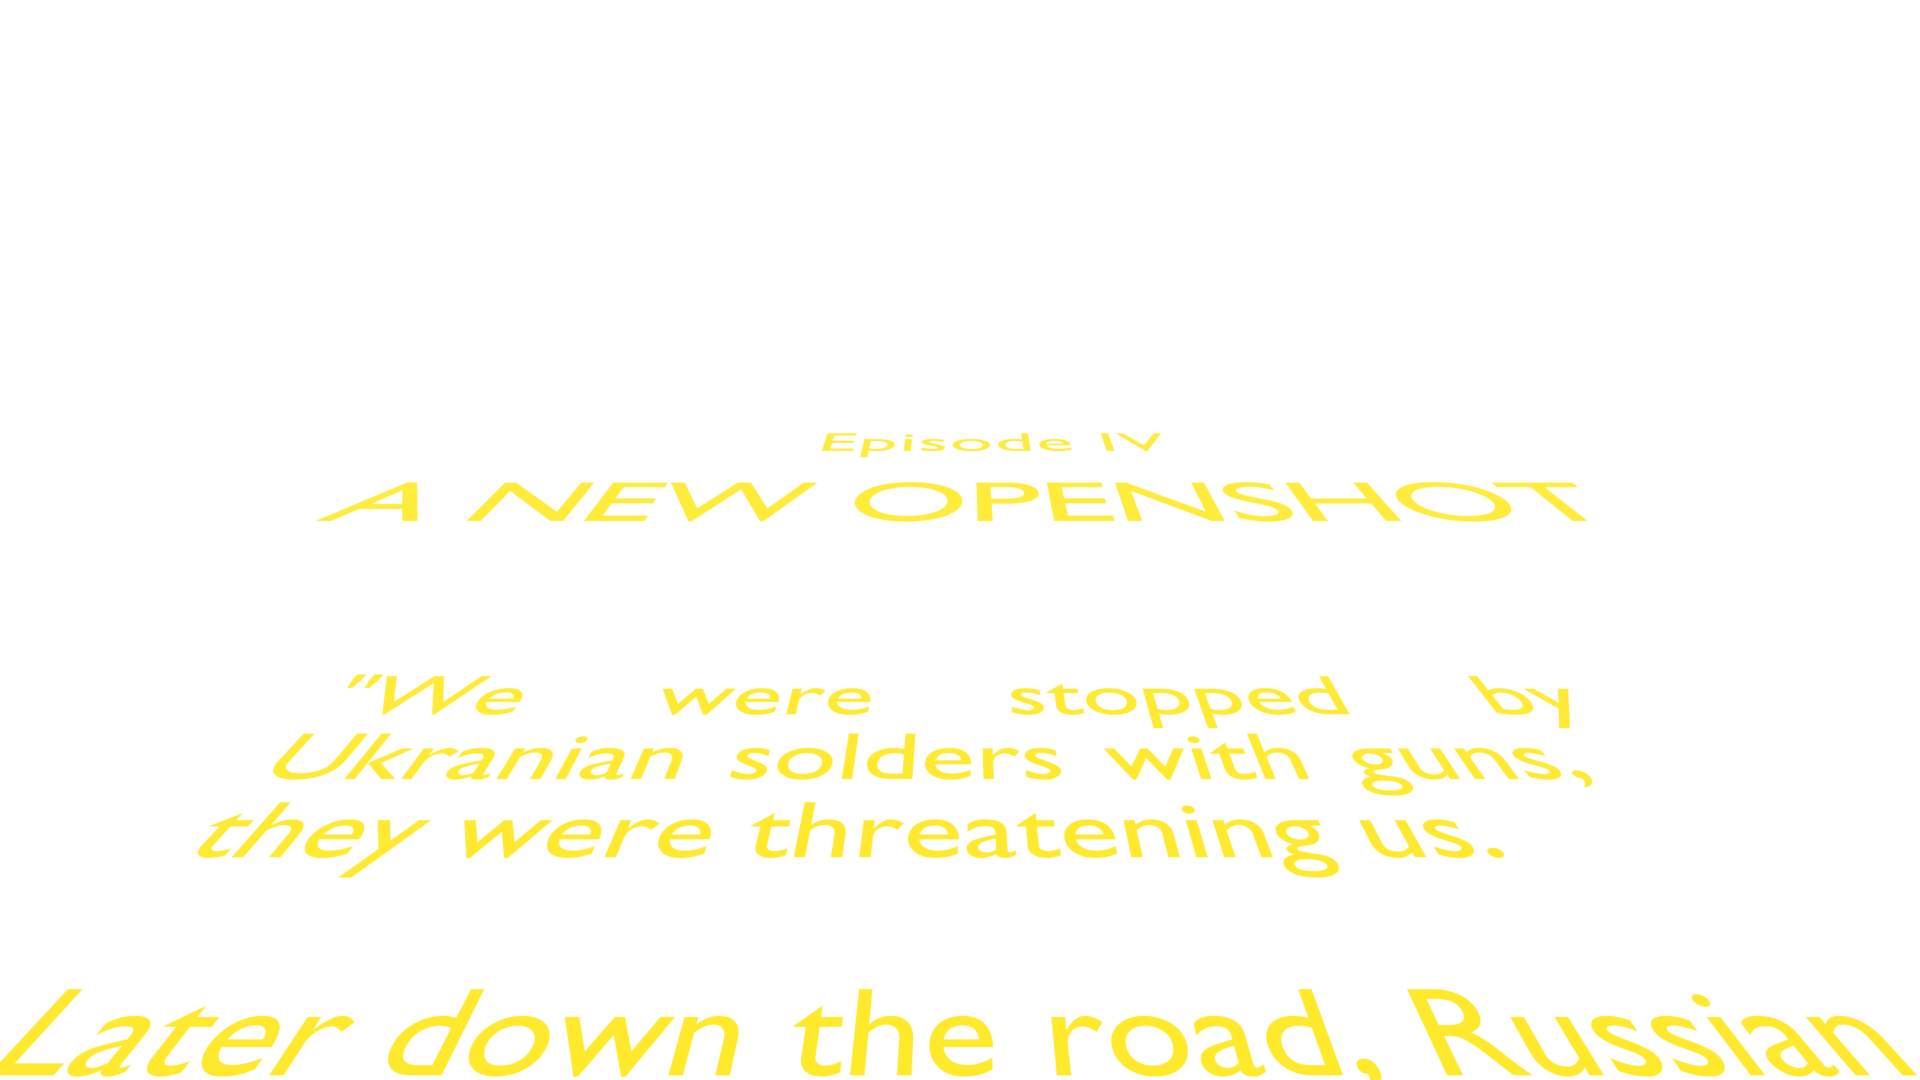 Episode IV
A NEW OPENSHOT
"We were stopped by
Ukranian solders with guns,
they were threatening us.
Later down the road, Russian